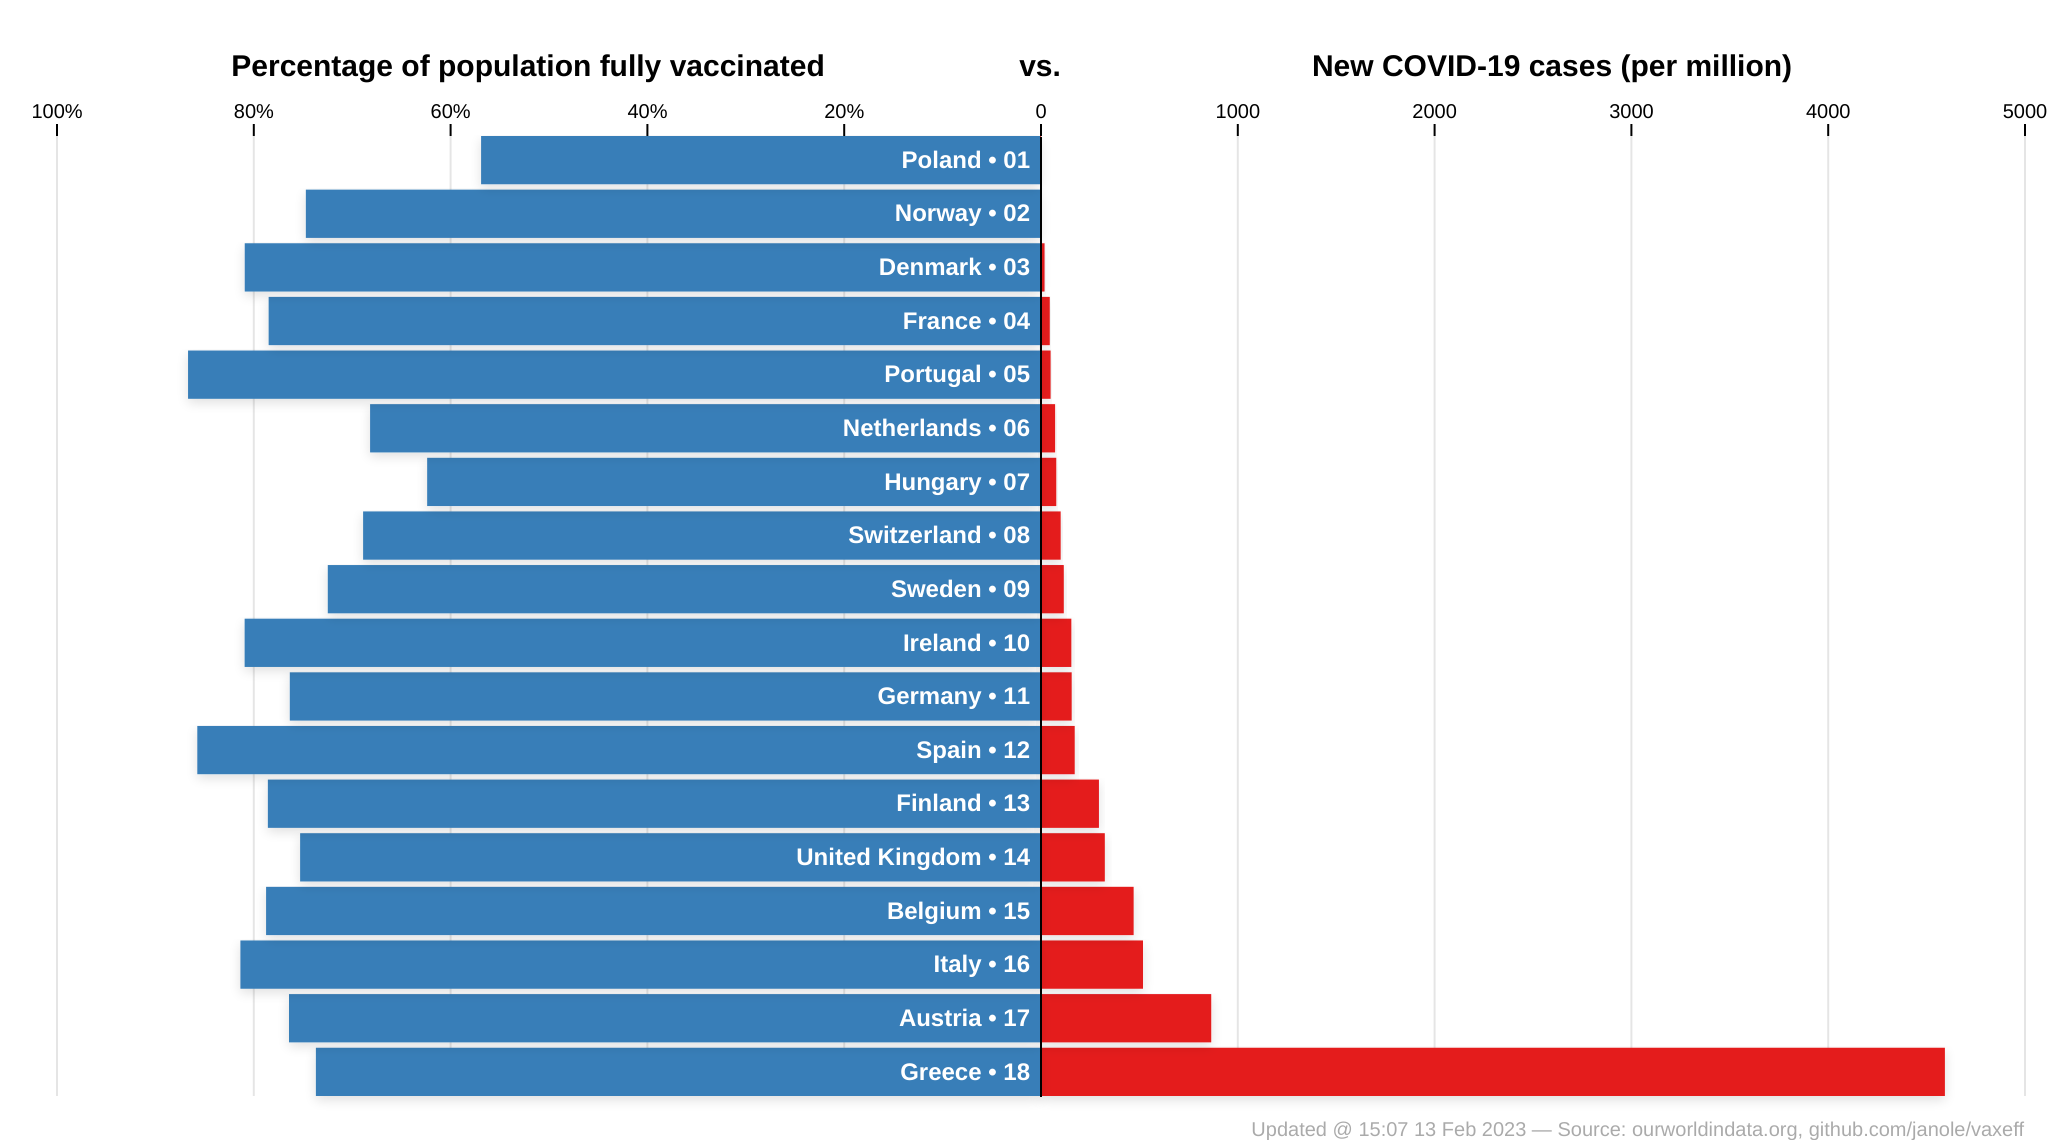 Percentage of population fully vaccinated vs. New COVID-19 cases (per million)
100% 80% 60% 40% 20% 0 1000 2000 3000 4000 5000
Poland • 01
Norway • 02
Denmark • 03
France • 04
Portugal • 05
Netherlands • 06
Hungary • 07
Switzerland • 08
Sweden • 09
Ireland • 10
Germany • 11
Spain • 12
Finland • 13
United Kingdom • 14
Belgium • 15
Italy • 16
Austria • 17
Greece • 18
Updated @ 15:07 13 Feb 2023 — Source: ourworldindata.org, github.com/janole/vaxeff